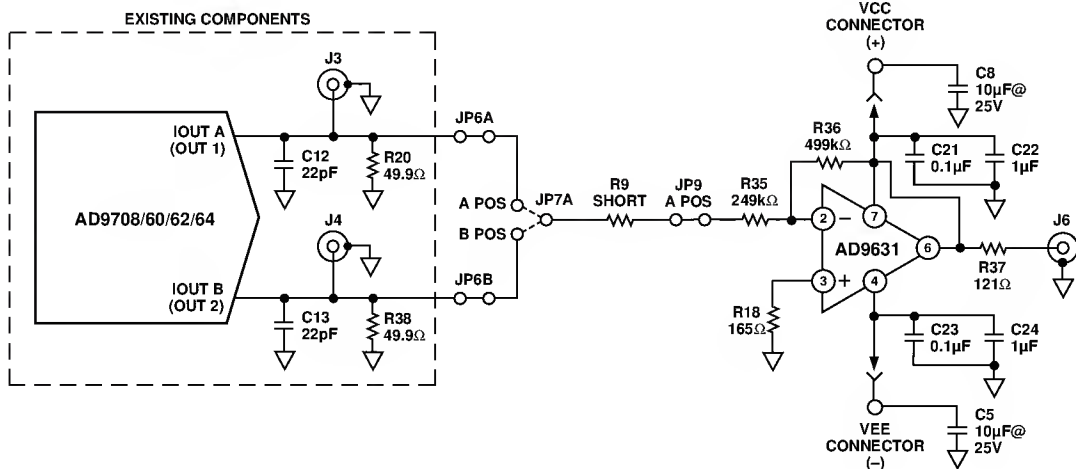 EXISTING COMPONENTS
J3
IOUT A
(OUT 1)
C12
22pF
R20
49.9Ω
AD9708/60/62/64
J4
IOUT B
(OUT 2)
C13
22pF
R38
49.9Ω
JP6A
A POS
B POS
JP7A
JP6B
R9
SHORT
JP9
A POS
R35
249kΩ
R36
499kΩ
VCC
CONNECTOR
(+)
C8
10µF@
25V
C21
0.1µF
C22
1µF
2
−
7
AD9631
6
3
+
4
R18
165Ω
R37
121Ω
J6
C23
0.1µF
C24
1µF
C5
10µF@
25V
VEE
CONNECTOR
(–)